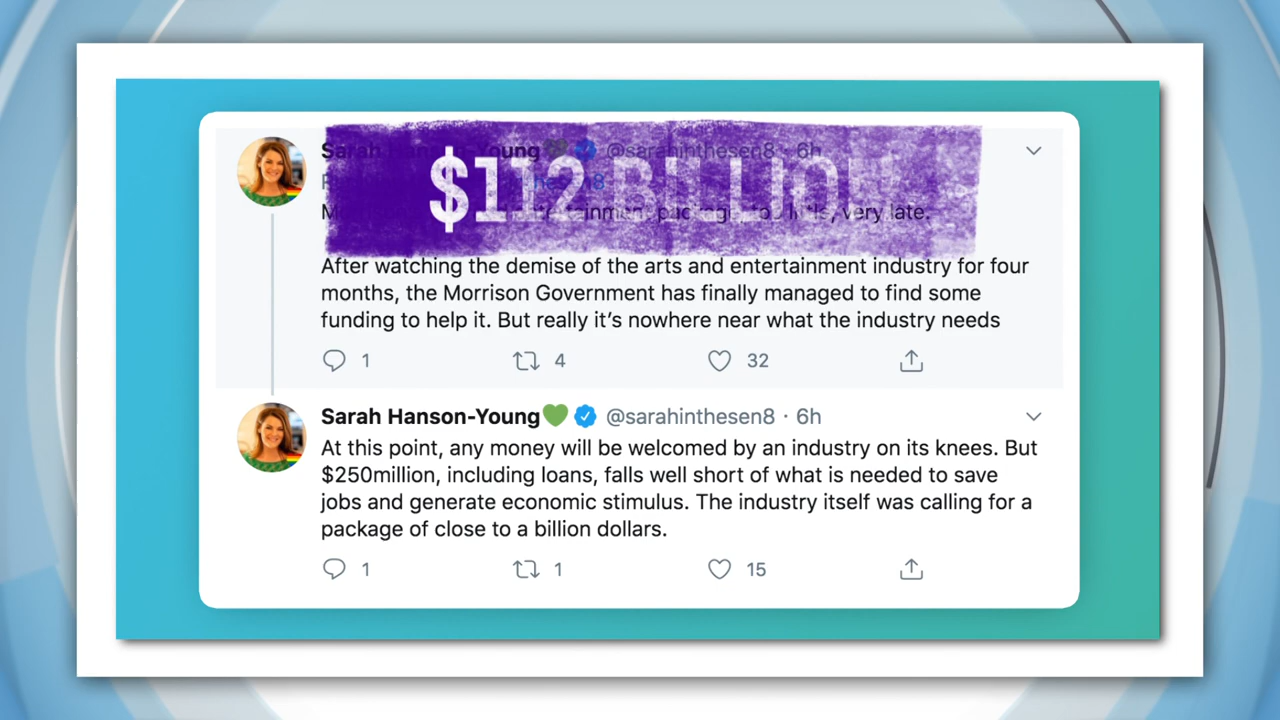 Sarah Hanson-Young💚 @sarahinthesen8 · 6h
$112 BILLION
very late.
After watching the demise of the arts and entertainment industry for four
months, the Morrison Government has finally managed to find some
funding to help it. But really it’s nowhere near what the industry needs
1 4 32
Sarah Hanson-Young💚 @sarahinthesen8 · 6h
At this point, any money will be welcomed by an industry on its knees. But
$250million, including loans, falls well short of what is needed to save
jobs and generate economic stimulus. The industry itself was calling for a
package of close to a billion dollars.
1 1 15